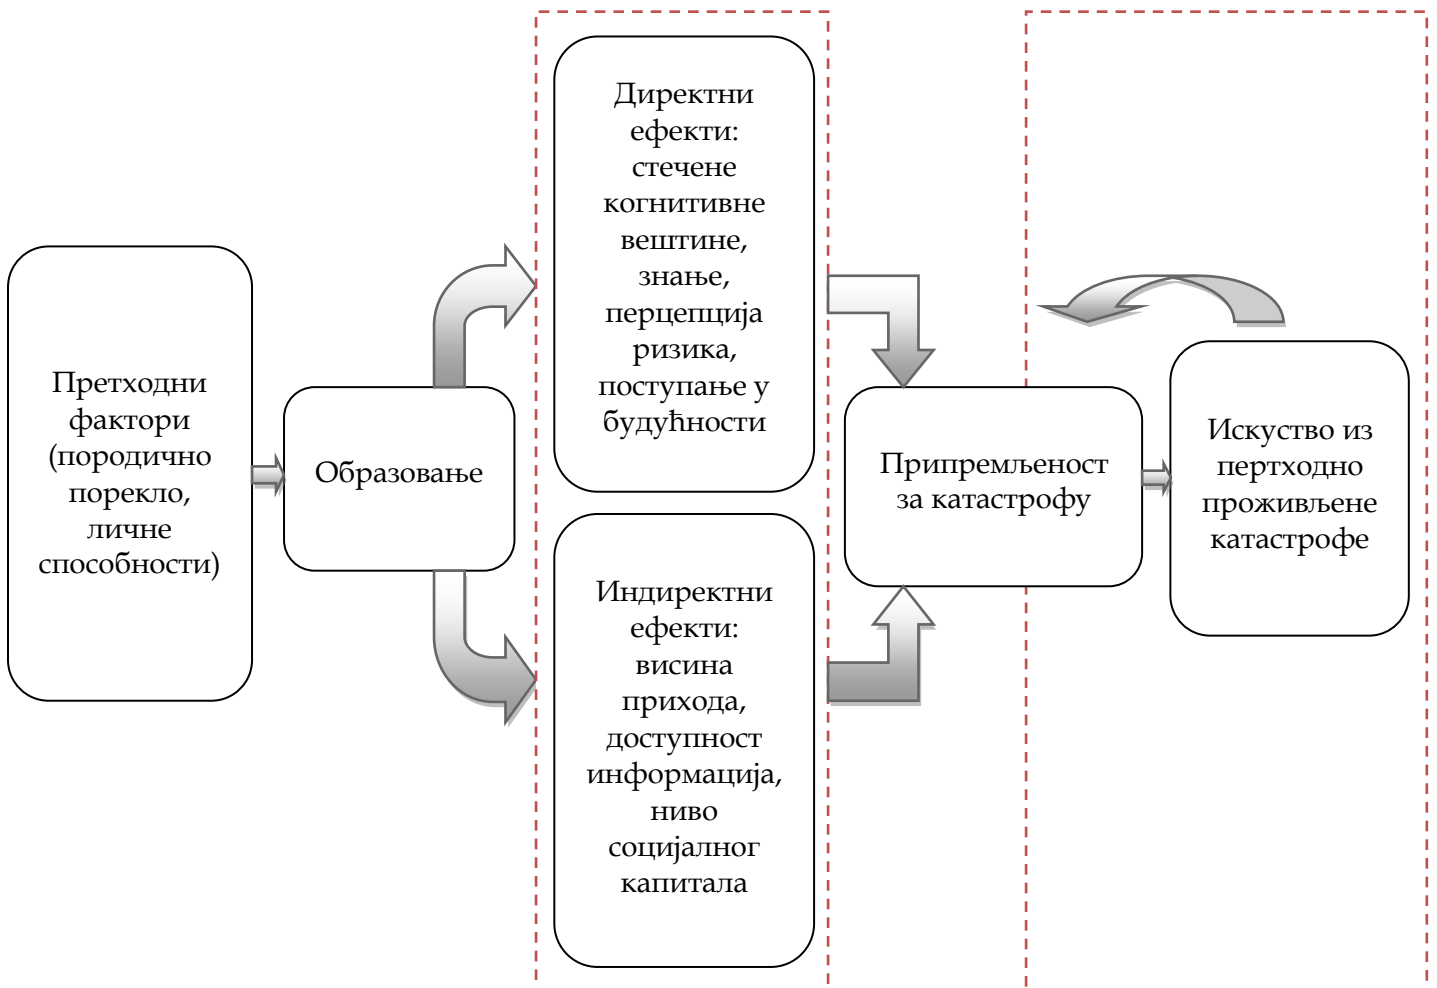 Претходни
фактори
(породично
порекло,
личне
способности)
Образовање
Директни
ефекти:
стечене
когнитивне
вештине,
знање,
перцепција
ризика,
поступање у
будућности
Индиректни
ефекти:
висина
прихода,
доступност
информација,
ниво
социјалног
капитала
Припремљеност
за катастрофу
Искуство из
пертходно
проживљене
катастрофе